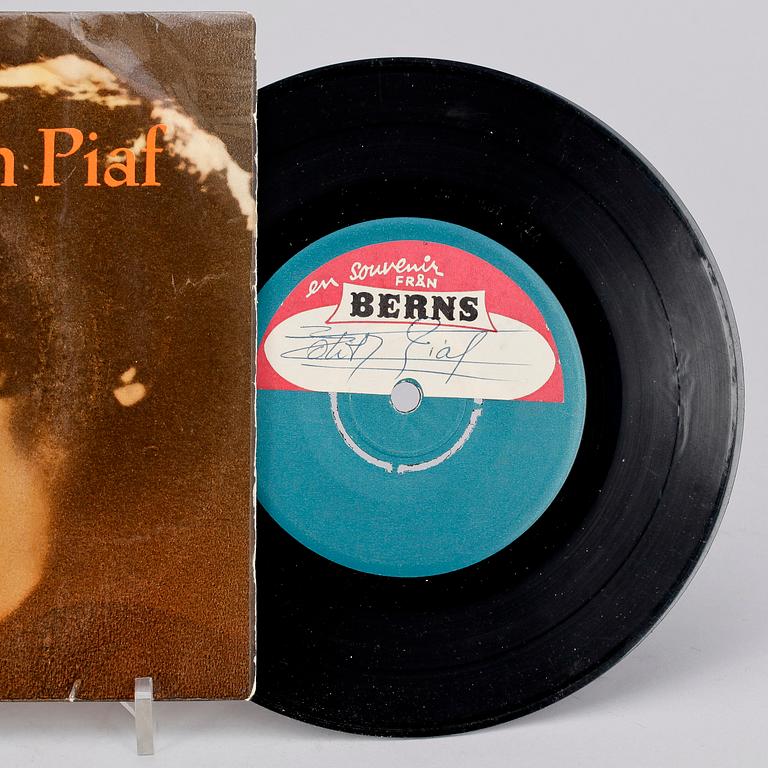 n Piaf
en souvenir
FRÅN
BERNS
Edith Piaf